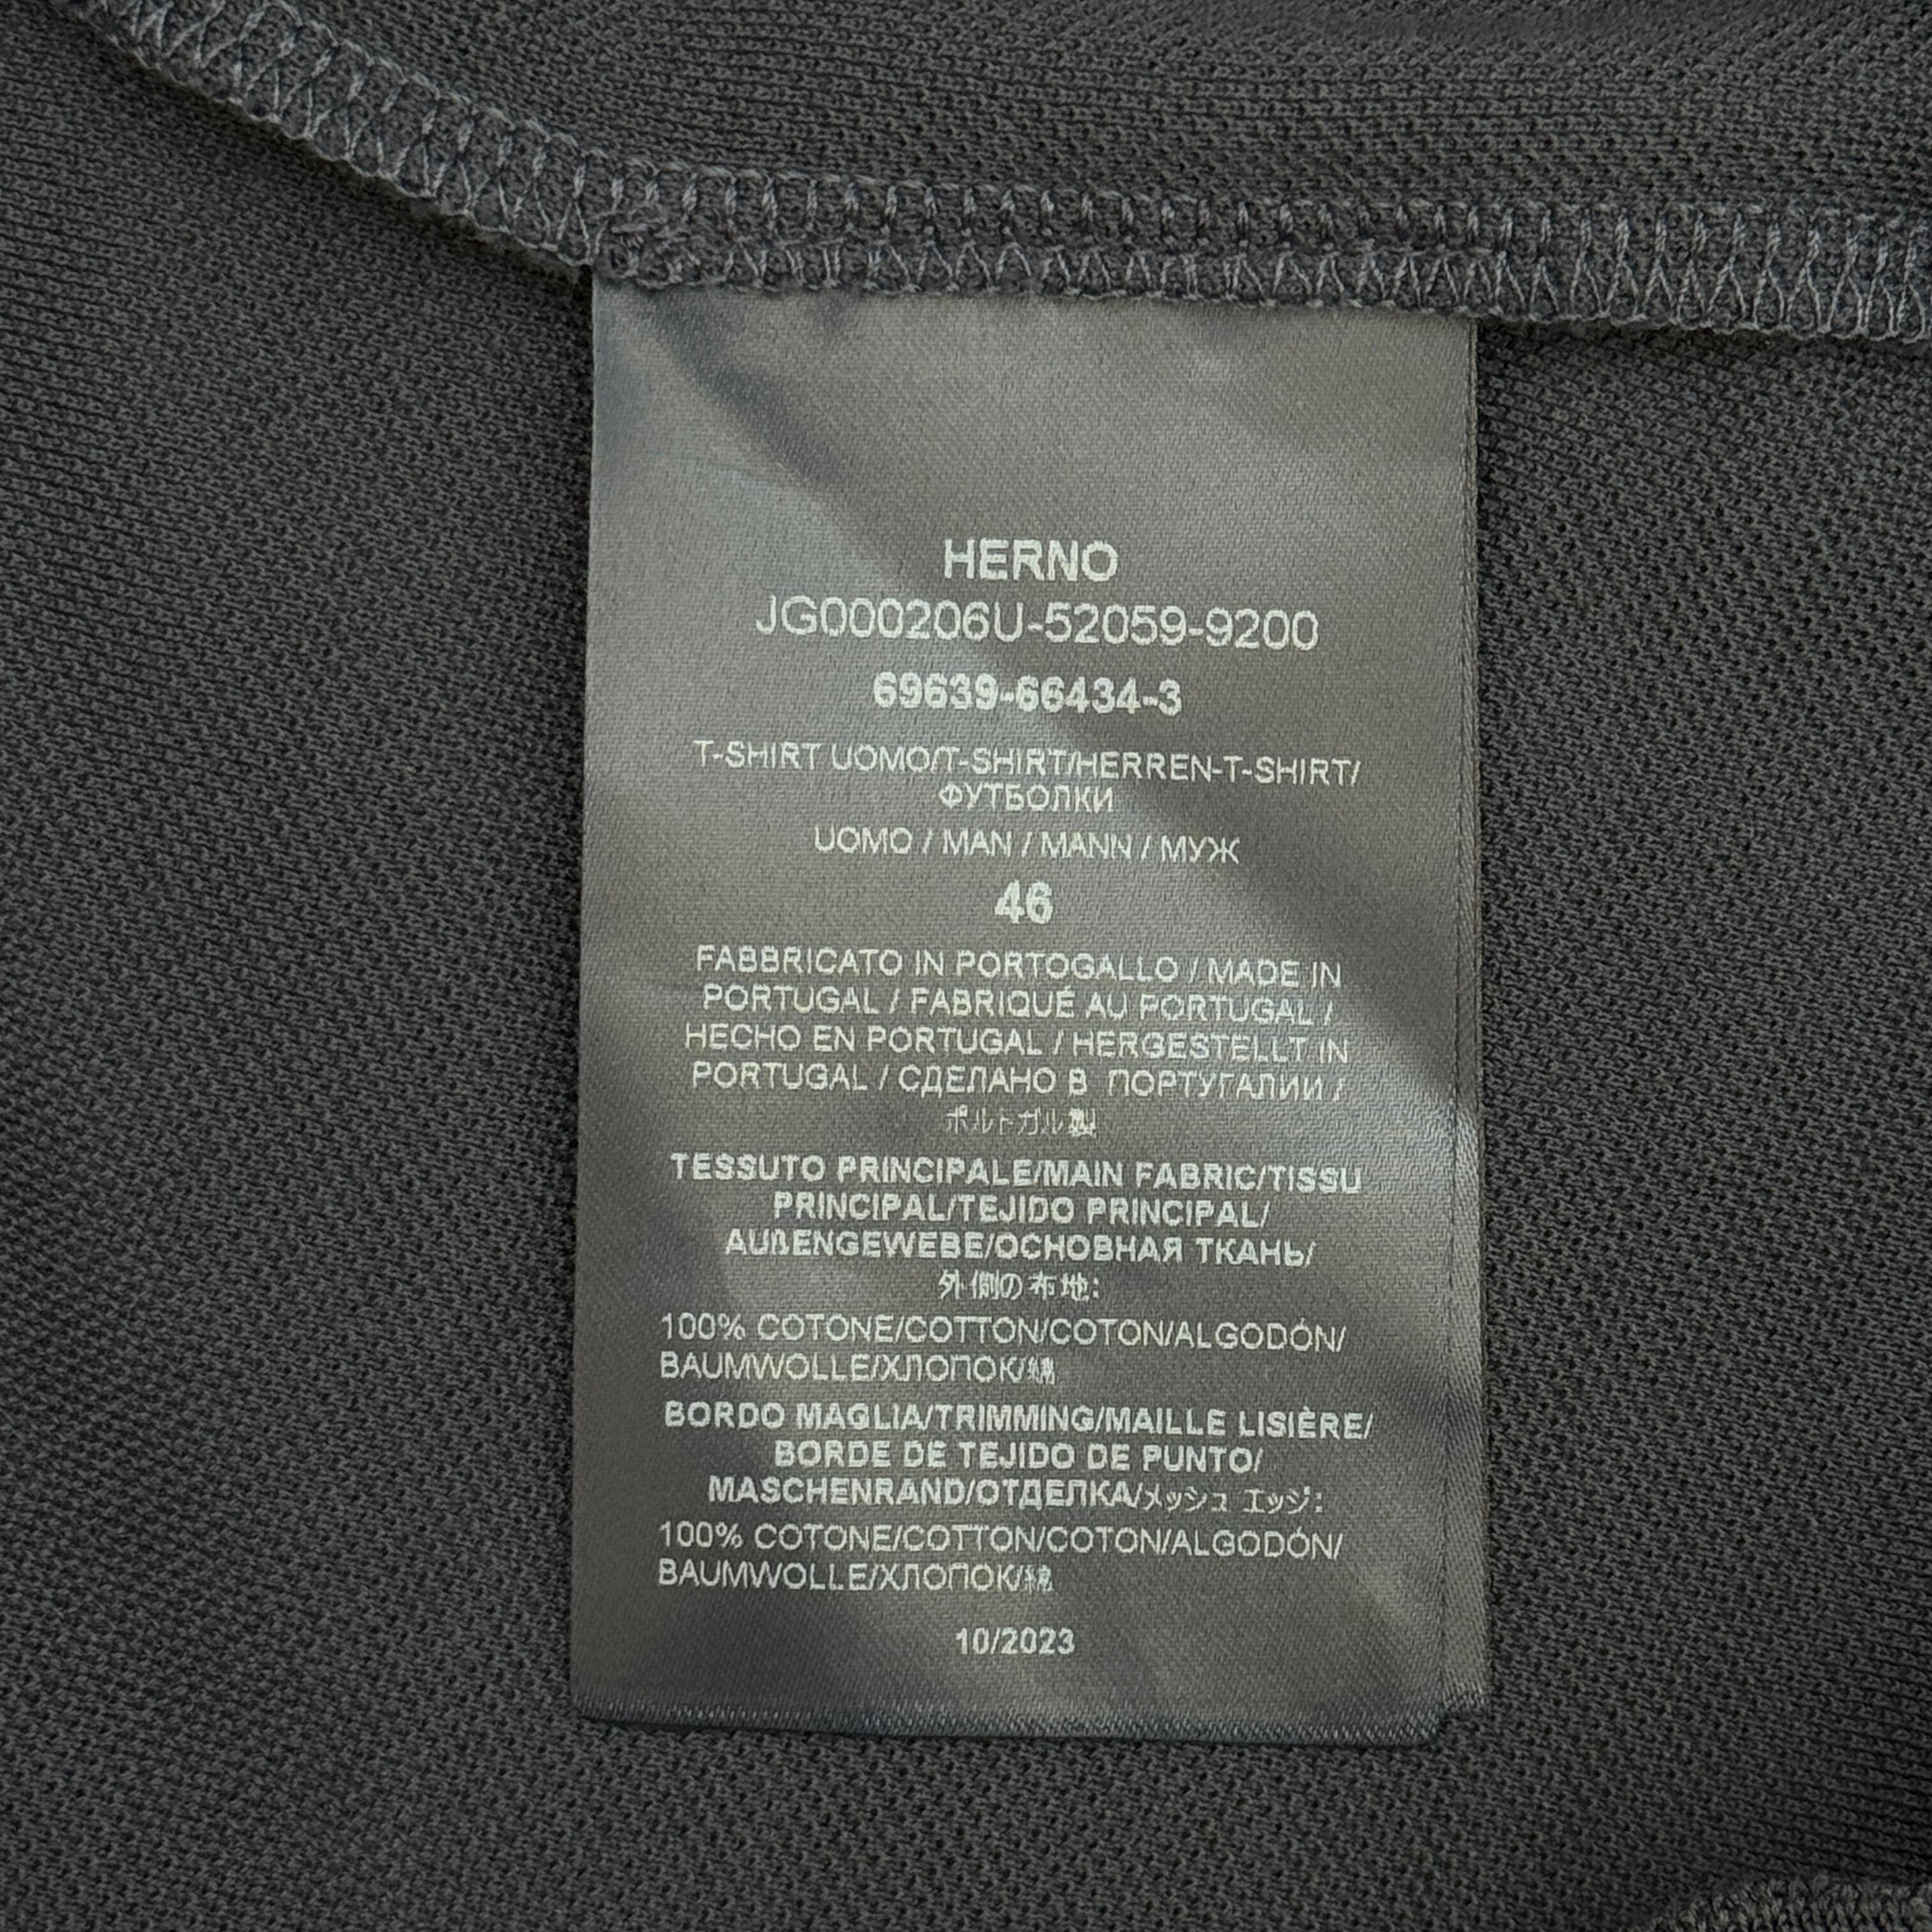 HERNO
JG000206U-52059-9200
69639-66434-3
T-SHIRT UOMO/T-SHIRT/HERREN-T-SHIRT/
ФУТБОЛКИ
UOMO / MAN / MANN / МУЖ
46
FABBRICATO IN PORTOGALLO / MADE IN
PORTUGAL / FABRIQUÉ AU PORTUGAL /
HECHO EN PORTUGAL / HERGESTELLT IN
PORTUGAL / СДЕЛАНО В ПОРТУГАЛИИ /
ポルトガル製
TESSUTO PRINCIPALE/MAIN FABRIC/TISSU
PRINCIPAL/TEJIDO PRINCIPAL/
AUßENGEWEBE/ОСНОВНАЯ ТКАНЬ/
外側の布地:
100% COTONE/COTTON/COTON/ALGODÓN/
BAUMWOLLE/ХЛОПОК/綿
BORDO MAGLIA/TRIMMING/MAILLE LISIÈRE/
BORDE DE TEJIDO DE PUNTO/
MASCHENRAND/ОТДЕЛКА/メッシュ エッジ:
100% COTONE/COTTON/COTON/ALGODÓN/
BAUMWOLLE/ХЛОПОК/綿
10/2023